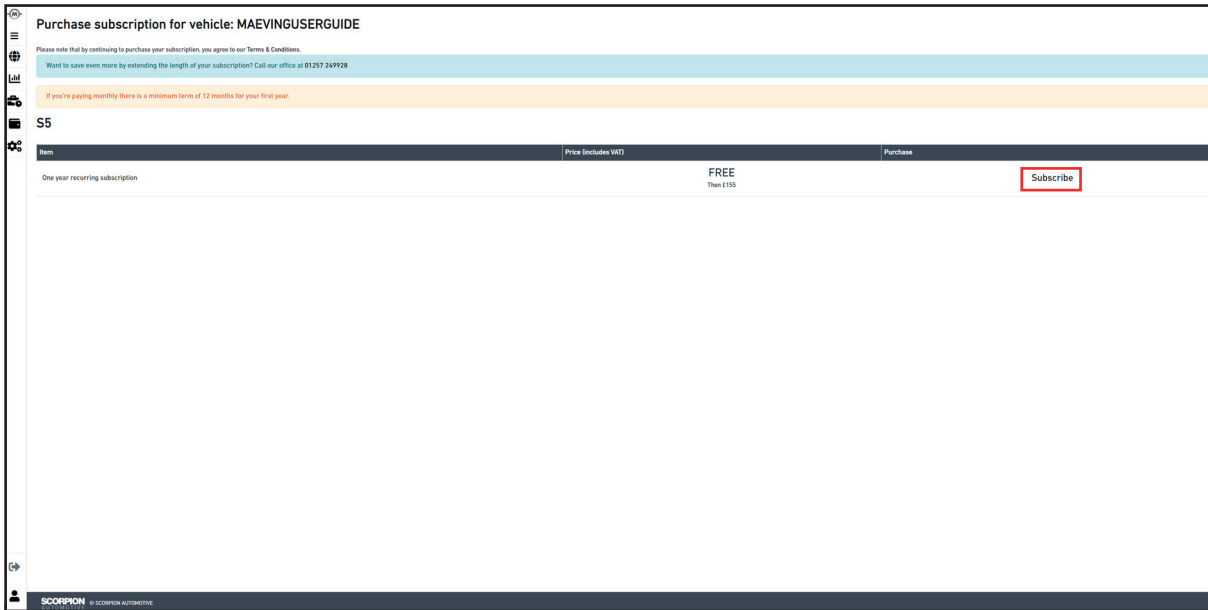 M
Purchase subscription for vehicle: MAEVINGUSERGUIDE
Please note that by continuing to purchase your subscription, you agree to our Terms & Conditions.
Want to save even more by extending the length of your subscription? Call our office at 01257 249928
If you're paying monthly there is a minimum term of 12 months for your first year.
S5
Item Price (includes VAT) Purchase
One year recurring subscription FREE Subscribe
Then £155
SCORPION © SCORPION AUTOMOTIVE
AUTOMOTIVE